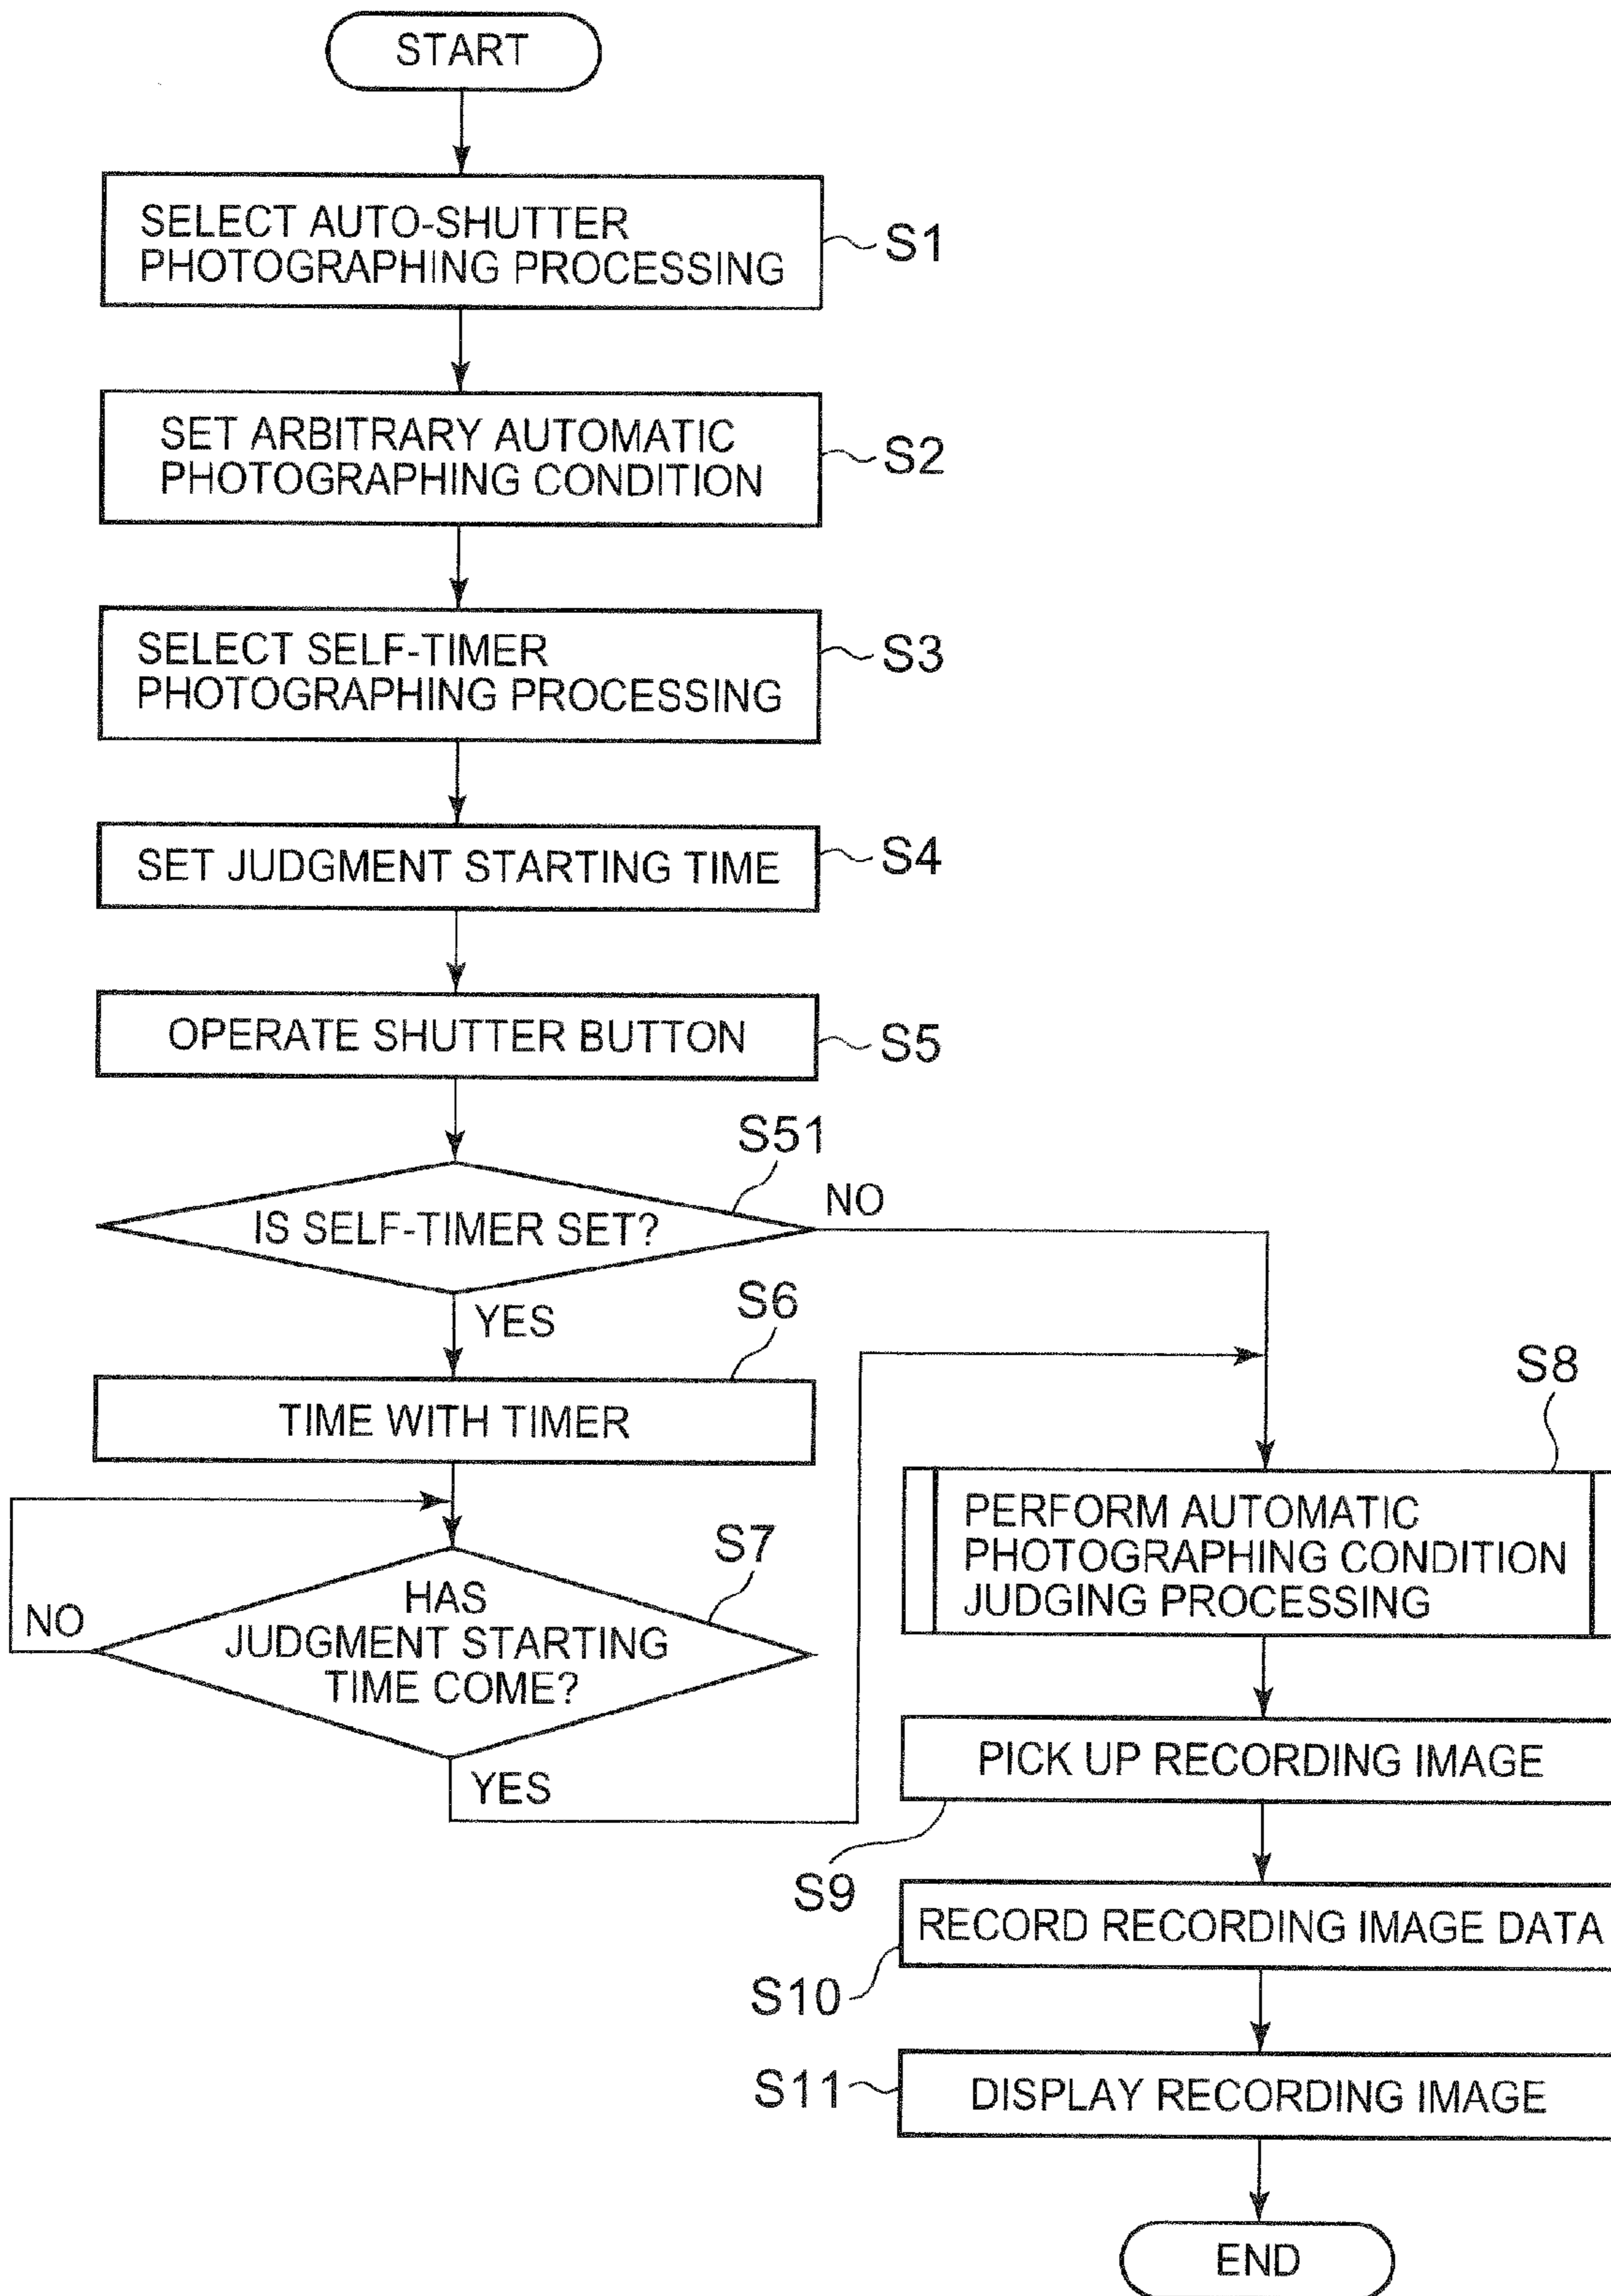 START
SELECT AUTO-SHUTTER
PHOTOGRAPHING PROCESSING
S1
SET ARBITRARY AUTOMATIC
PHOTOGRAPHING CONDITION
S2
SELECT SELF-TIMER
PHOTOGRAPHING PROCESSING
S3
SET JUDGMENT STARTING TIME
S4
OPERATE SHUTTER BUTTON
S5
S51
IS SELF-TIMER SET?
NO
YES
S6
TIME WITH TIMER
S7
HAS
JUDGMENT STARTING
TIME COME?
NO
YES
S8
PERFORM AUTOMATIC
PHOTOGRAPHING CONDITION
JUDGING PROCESSING
PICK UP RECORDING IMAGE
S9
RECORD RECORDING IMAGE DATA
S10
DISPLAY RECORDING IMAGE
S11
END